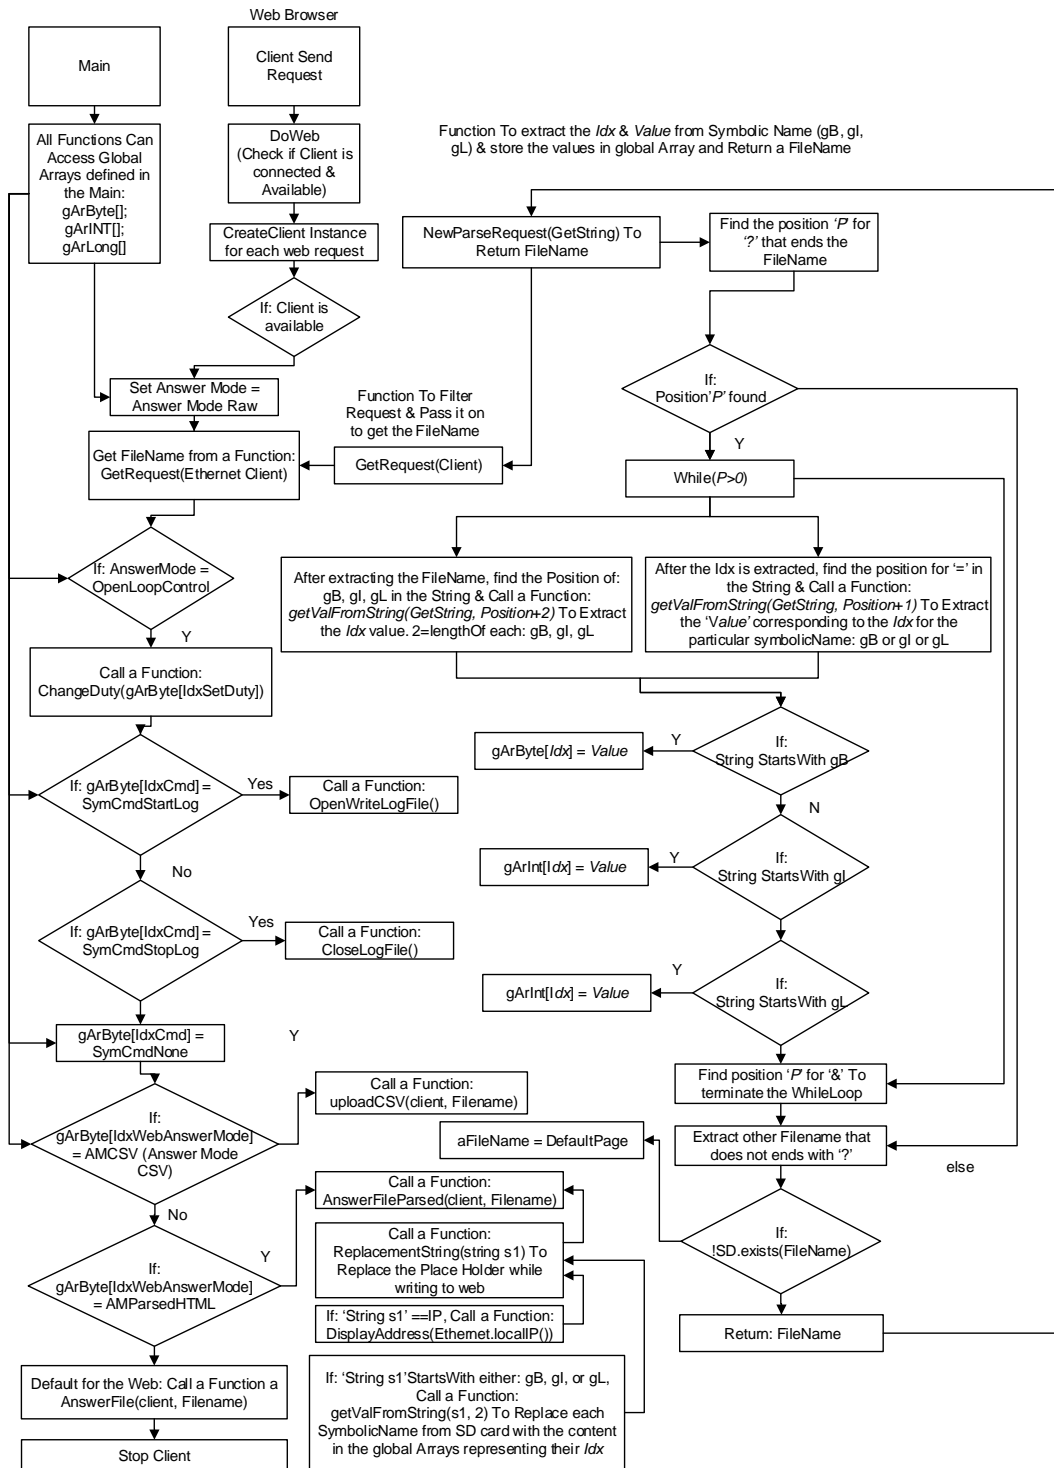 Web Browser
Main
Client Send
Request
All Functions Can
Access Global
Arrays defined in
the Main:
gArByte[];
gArINT[];
gArLong[]
DoWeb
(Check if Client is
connected &
Available)
CreateClient Instance
for each web request
If: Client is
available
Set Answer Mode =
Answer Mode Raw
Get FileName from a Function:
GetRequest(Ethernet Client)
Function To Filter
Request & Pass it on
to get the FileName
GetRequest(Client)
If: AnswerMode =
OpenLoopControl
Y
Call a Function:
ChangeDuty(gArByte[IdxSetDuty])
If: gArByte[IdxCmd] =
SymCmdStartLog
Yes
Call a Function:
OpenWriteLogFile()
No
If: gArByte[IdxCmd] =
SymCmdStopLog
Yes
Call a Function:
CloseLogFile()
gArByte[IdxCmd] =
SymCmdNone
Y
If:
gArByte[IdxWebAnswerMode]
= AMCSV (Answer Mode
CSV)
Call a Function:
uploadCSV(client, Filename)
No
If:
gArByte[IdxWebAnswerMode]
= AMParsedHTML
Y
Call a Function:
AnswerFileParsed(client, Filename)
Call a Function:
ReplacementString(string s1) To
Replace the Place Holder while
writing to web
If: ‘String s1’ ==IP, Call a Function:
DisplayAddress(Ethernet.localIP())
If: ‘String s1’StartsWith either: gB, gI, or gL,
Call a Function:
getValFromString(s1, 2) To Replace each
SymbolicName from SD card with the content
in the global Arrays representing their Idx
Default for the Web: Call a Function a
AnswerFile(client, Filename)
Stop Client
Function To extract the Idx & Value from Symbolic Name (gB, gI,
gL) & store the values in global Array and Return a FileName
NewParseRequest(GetString) To
Return FileName
Find the position ‘P’ for
‘?’ that ends the
FileName
If:
Position’P’ found
Y
While(P>0)
After extracting the FileName, find the Position of:
gB, gI, gL in the String & Call a Function:
getValFromString(GetString, Position+2) To Extract
the Idx value. 2=lengthOf each: gB, gI, gL
After the Idx is extracted, find the position for ‘=’ in
the String & Call a Function:
getValFromString(GetString, Position+1) To Extract
the ‘Value’ corresponding to the Idx for the
particular symbolicName: gB or gI or gL
If:
String StartsWith gB
Y
gArByte[Idx] = Value
N
If:
String StartsWith gI
Y
gArInt[Idx] = Value
If:
String StartsWith gL
Y
gArInt[Idx] = Value
Find position ‘P’ for ‘&’ To
terminate the WhileLoop
Extract other Filename that
does not ends with ‘?’
else
aFileName = DefaultPage
If:
!SD.exists(FileName)
Return: FileName